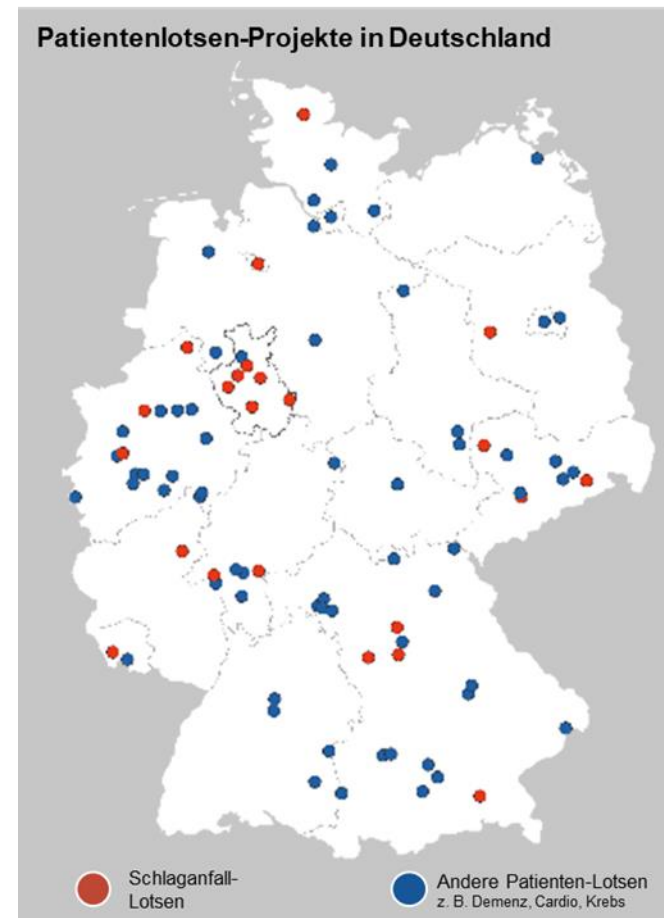 Patientenlotsen-Projekte in Deutschland
Schlaganfall-
Lotsen
Andere Patienten-Lotsen
z. B. Demenz, Cardio, Krebs